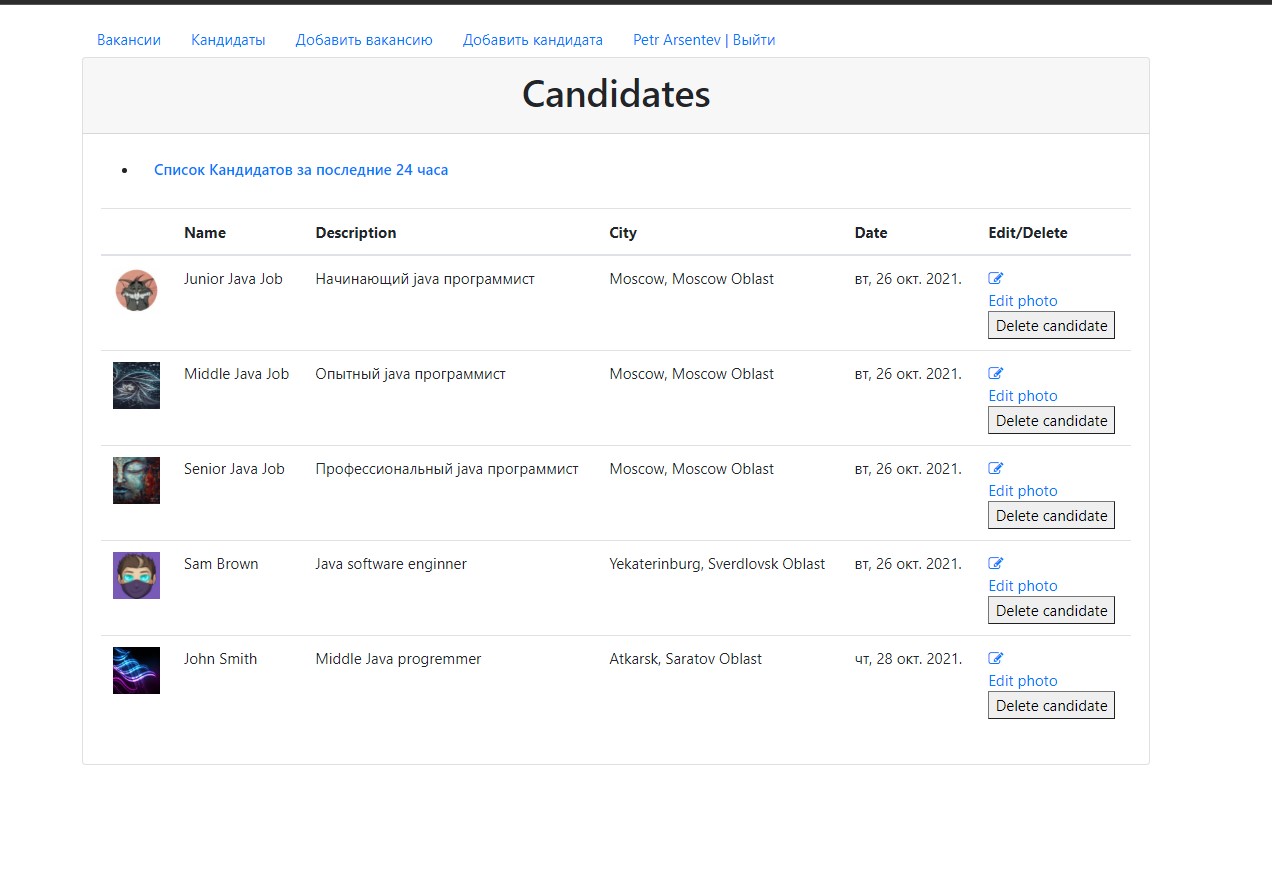 Вакансии Кандидаты Добавить вакансию Добавить кандидата Petr Arsentev | Выйти
Candidates
Список Кандидатов за последние 24 часа
Name Description City Date Edit/Delete
Junior Java Job Начинающий java программист Moscow, Moscow Oblast вт, 26 окт. 2021.
Edit photo
Delete candidate
Middle Java Job Опытный java программист Moscow, Moscow Oblast вт, 26 окт. 2021.
Edit photo
Delete candidate
Senior Java Job Профессиональный java программист Moscow, Moscow Oblast вт, 26 окт. 2021.
Edit photo
Delete candidate
Sam Brown Java software enginner Yekaterinburg, Sverdlovsk Oblast вт, 26 окт. 2021.
Edit photo
Delete candidate
John Smith Middle Java progremmer Atkarsk, Saratov Oblast чт, 28 окт. 2021.
Edit photo
Delete candidate